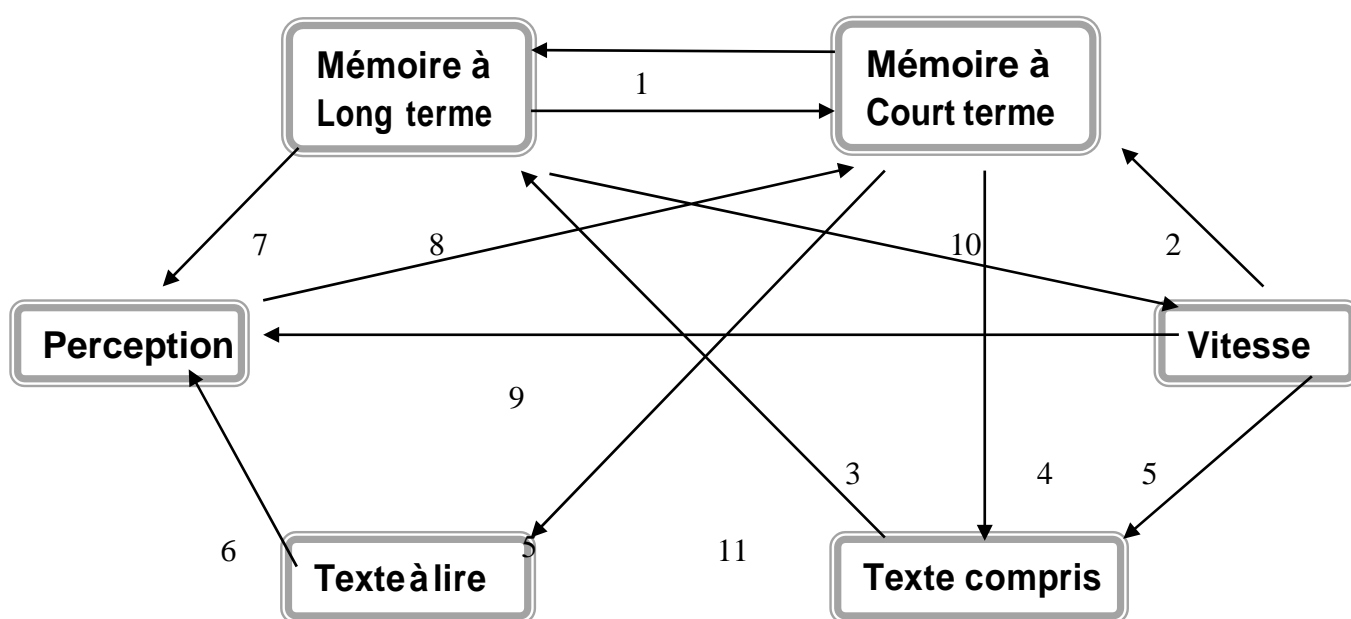 Mémoire à
Long terme
1
Mémoire à
Court terme
7
8
10
2
Perception
Vitesse
9
3
4
5
6
Texte à lire
5
11
Texte compris